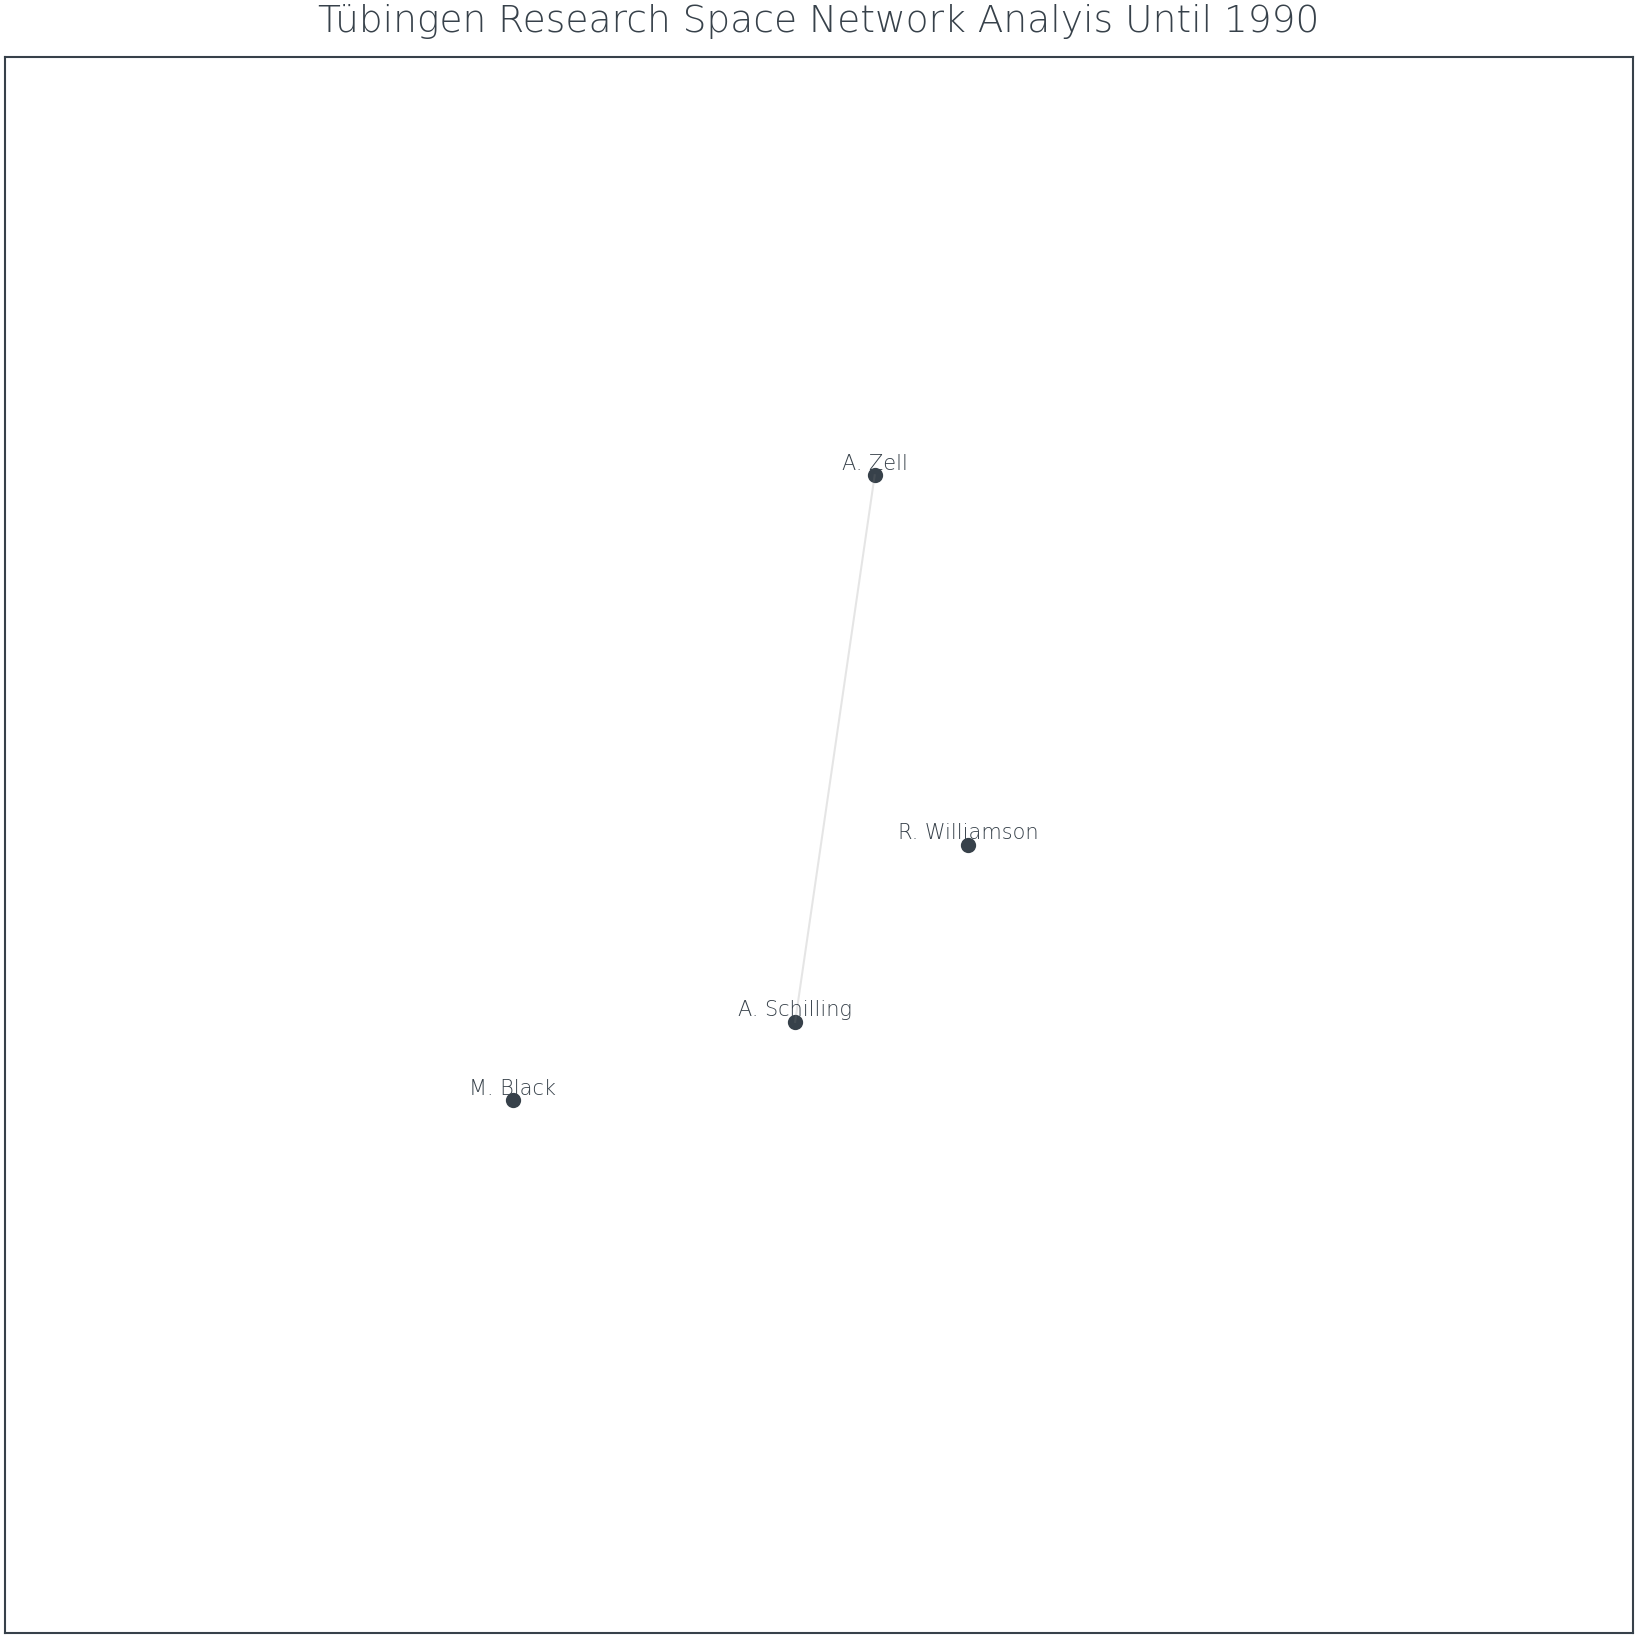 Tübingen Research Space Network Analyis Until 1990
A. Zell
R. Williamson
A. Schilling
M. Black